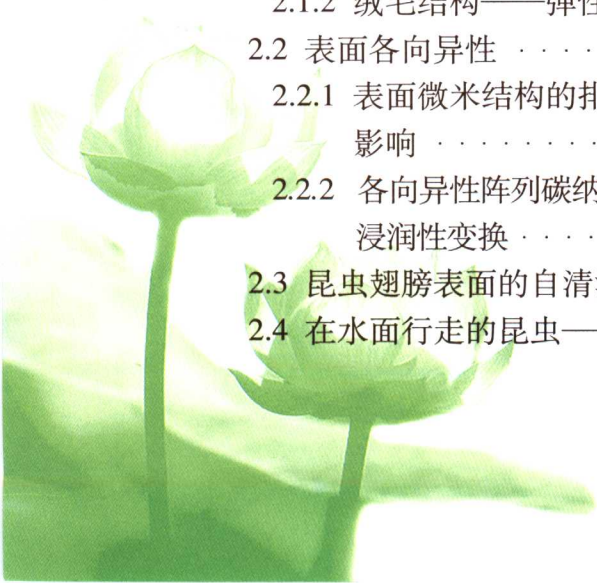 2.1.2 绒毛结构——弹性
2.2 表面各向异性 · · · ·
2.2.1 表面微米结构的排
影响 · · · · · · · ·
2.2.2 各向异性阵列碳纳
浸润性变换 · · · ·
2.3 昆虫翅膀表面的自清
2.4 在水面行走的昆虫——